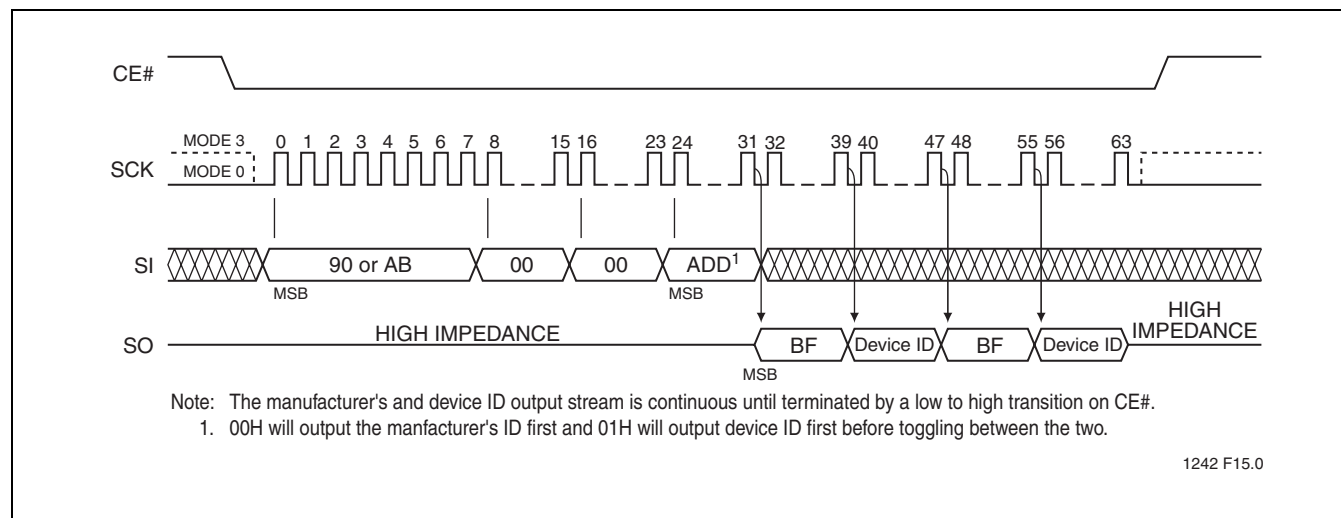 CE#
MODE 3 0 1 2 3 4 5 6 7 8 15 16 23 24 31 32 39 40 47 48 55 56 63
SCK MODE 0
SI 90 or AB 00 00 ADD1
MSB MSB
HIGH IMPEDANCE HIGH IMPEDANCE
SO BF Device ID BF Device ID
MSB
Note: The manufacturer's and device ID output stream is continuous until terminated by a low to high transition on CE#.
1. 00H will output the manfacturer's ID first and 01H will output device ID first before toggling between the two.
1242 F15.0